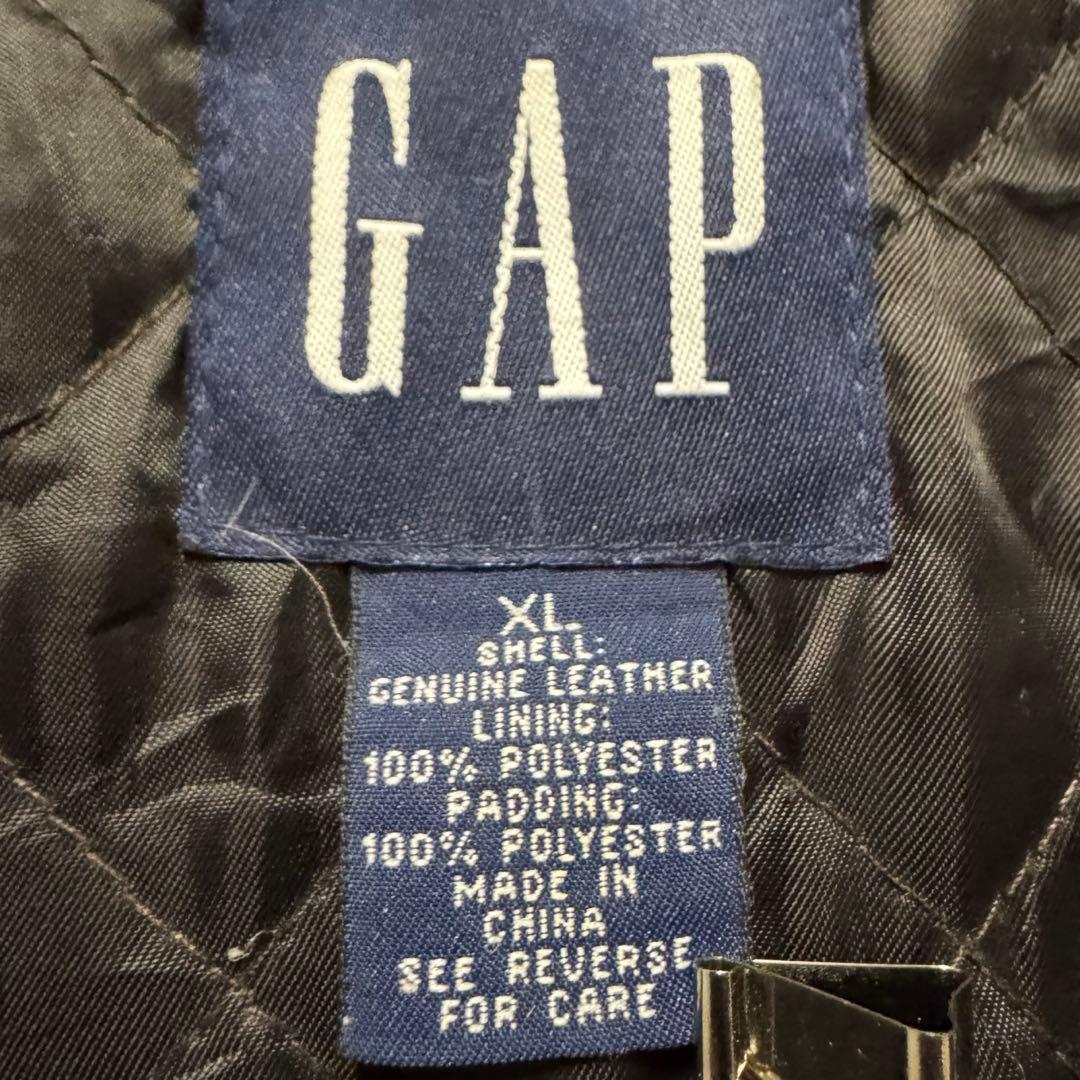 GAP
XL
SHELL:
GENUINE LEATHER
LINING:
100% POLYESTER
PADDING:
100% POLYESTER
MADE IN
CHINA
SEE REVERSE
FOR CARE